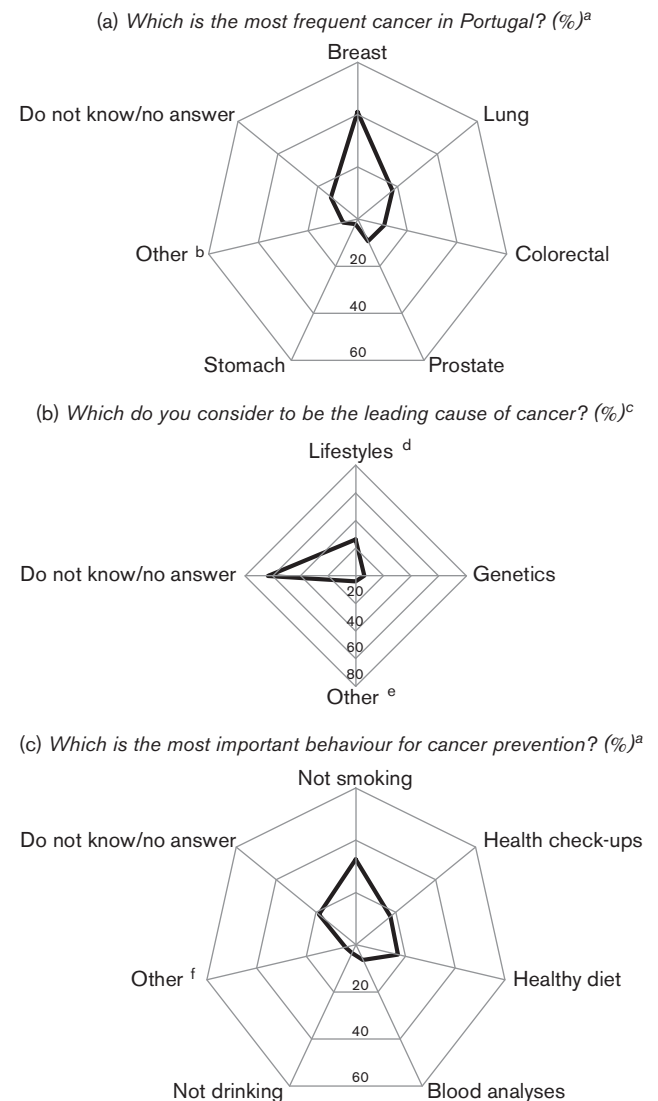 (a) Which is the most frequent cancer in Portugal? (%)a
Breast
Do not know/no answer
Lung
Other b
Colorectal
20
40
Stomach
60
Prostate
(b) Which do you consider to be the leading cause of cancer? (%)c
Lifestyles d
Do not know/no answer
Genetics
20
40
60
80
Other e
(c) Which is the most important behaviour for cancer prevention? (%)a
Not smoking
Do not know/no answer
Health check-ups
Other f
Healthy diet
20
40
60
Not drinking
Blood analyses